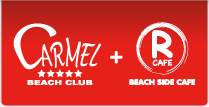 CARMEL
★★★★★
BEACH CLUB
+
R
CAFE
BEACH SIDE CAFE